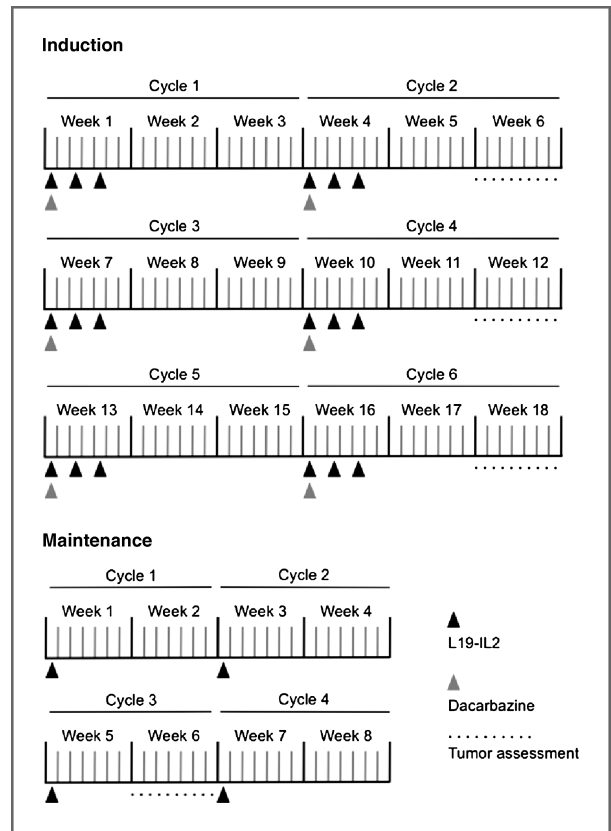 Induction
Cycle 1 Cycle 2
Week 1 Week 2 Week 3 Week 4 Week 5 Week 6
Cycle 3 Cycle 4
Week 7 Week 8 Week 9 Week 10 Week 11 Week 12
Cycle 5 Cycle 6
Week 13 Week 14 Week 15 Week 16 Week 17 Week 18
Maintenance
Cycle 1 Cycle 2
Week 1 Week 2 Week 3 Week 4
Cycle 3 Cycle 4
Week 5 Week 6 Week 7 Week 8
L19-IL2
Dacarbazine
Tumor assessment